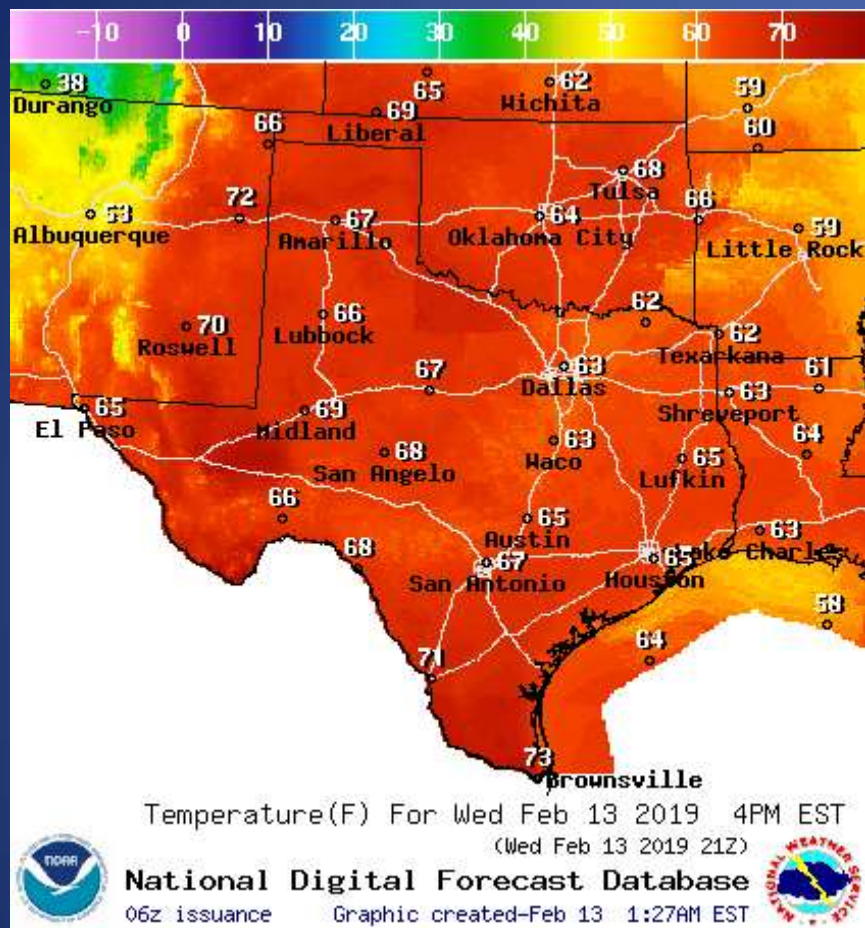 -10 0 10 20 30 40 50 60 70
38
Durango
65
62
Wichita
59
69
Liberal
66
60
68
Tulsa
53
Albuquerque
72
67
Amarillo
64
Oklahoma City
66
59
Little Rock
70
Roswell
66
Lubbock
62
62
Texarkana
63
Dallas
67
61
65
El Paso
69
Midland
63
Shreveport
68
San Angelo
63
Waco
65
Lufkin
64
66
65
Austin
63
Lake Charles
68
67
San Antonio
65
Houston
58
64
71
73
Brownsville
Temperature(F) For Wed Feb 13 2019 4PM EST
(Wed Feb 13 2019 21Z)
National Digital Forecast Database
06z issuance Graphic created-Feb 13 1:27AM EST
NOAA
NATIONAL WEATHER SERVICE